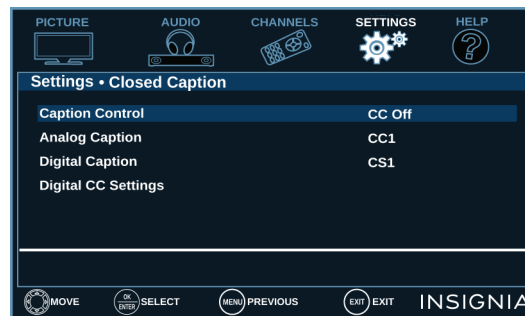 PICTURE AUDIO CHANNELS SETTINGS HELP
Settings • Closed Caption
Caption Control CC Off
Analog Caption CC1
Digital Caption CS1
Digital CC Settings
MOVE OK ENTER SELECT MENU PREVIOUS EXIT EXIT INSIGNIA